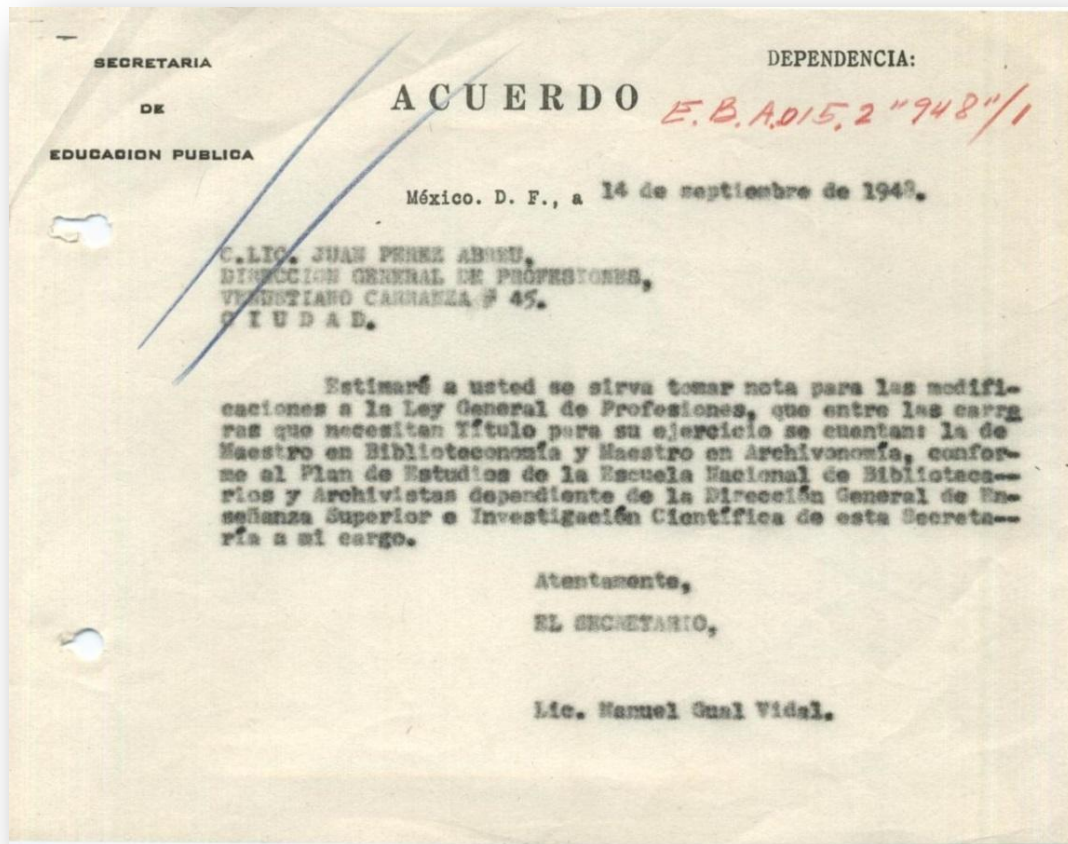 SECRETARIA
DE
EDUCACION PUBLICA
DEPENDENCIA:
ACUERDO
E.B.A.015.2 "948"/1
México. D. F., a 14 de septiembre de 1948.
C.LIC. JUAN PEREZ ABREU,
DIRECCION GENERAL DE PROFESIONES,
VENUSTIANO CARRANZA # 45.
C I U D A D.
Estimaré a usted se sirva tomar nota para las modifi-
caciones a la Ley General de Profesiones, que entre las carre
ras que necesitan Título para su ejercicio se cuentan: la de
Maestro en Biblioteconomía y Maestro en Archivonomía, confor-
me al Plan de Estudios de la Escuela Nacional de Biblioteca--
rios y Archivistas dependiente de la Dirección General de En-
señanza Superior e Investigación Científica de esta Secreta--
ría a mi cargo.
Atentamente,
EL SECRETARIO,
Lic. Manuel Gual Vidal.